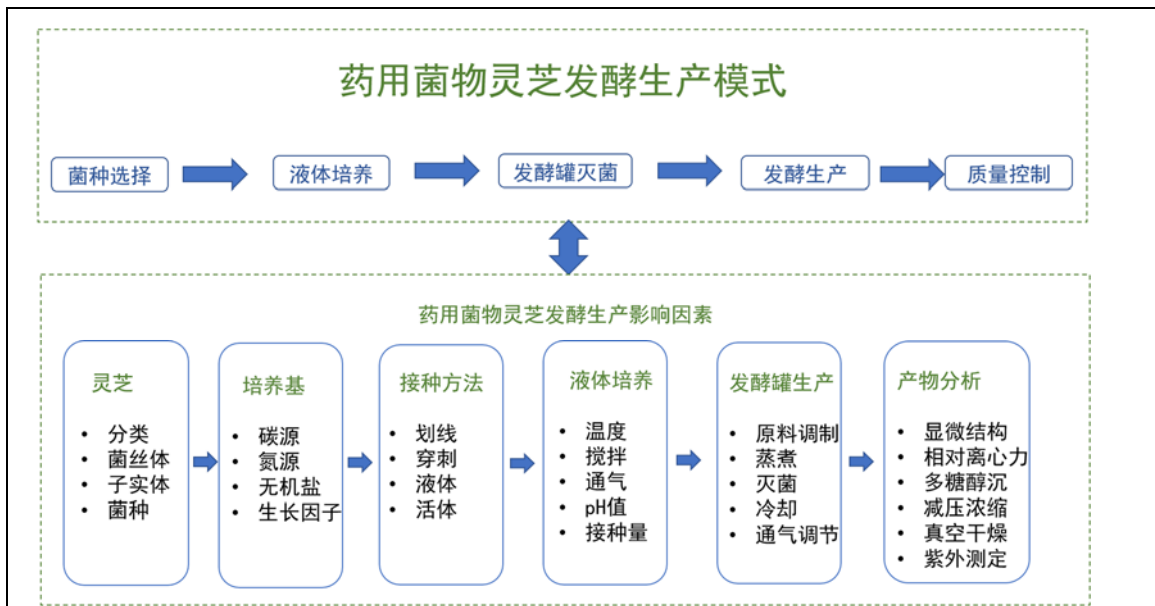 药用菌物灵芝发酵生产模式
菌种选择
液体培养
发酵罐灭菌
发酵生产
质量控制
药用菌物灵芝发酵生产影响因素
灵芝
• 分类
• 菌丝体
• 子实体
• 菌种
培养基
• 碳源
• 氮源
• 无机盐
• 生长因子
接种方法
• 划线
• 穿刺
• 液体
• 活体
液体培养
• 温度
• 搅拌
• 通气
• pH值
• 接种量
发酵罐生产
• 原料调制
• 蒸煮
• 灭菌
• 冷却
• 通气调节
产物分析
• 显微结构
• 相对离心力
• 多糖醇沉
• 减压浓缩
• 真空干燥
• 紫外测定